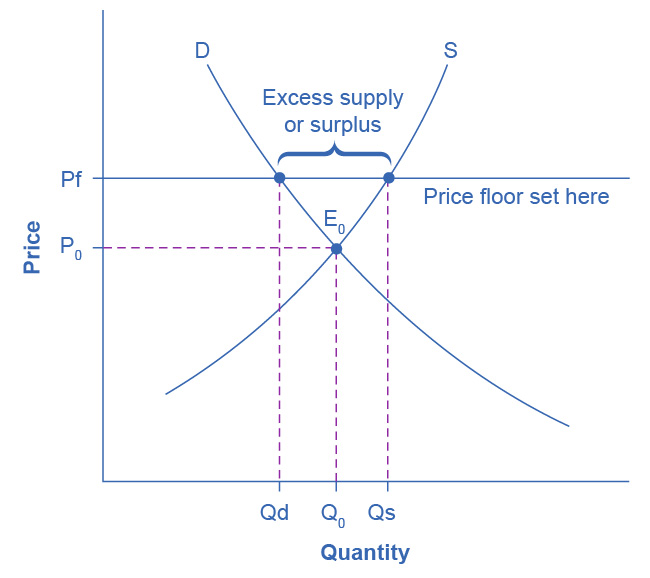 D
S
Excess supply
or surplus
Pf
Price floor set here
E0
P0
Price
Qd
Q0
Qs
Quantity